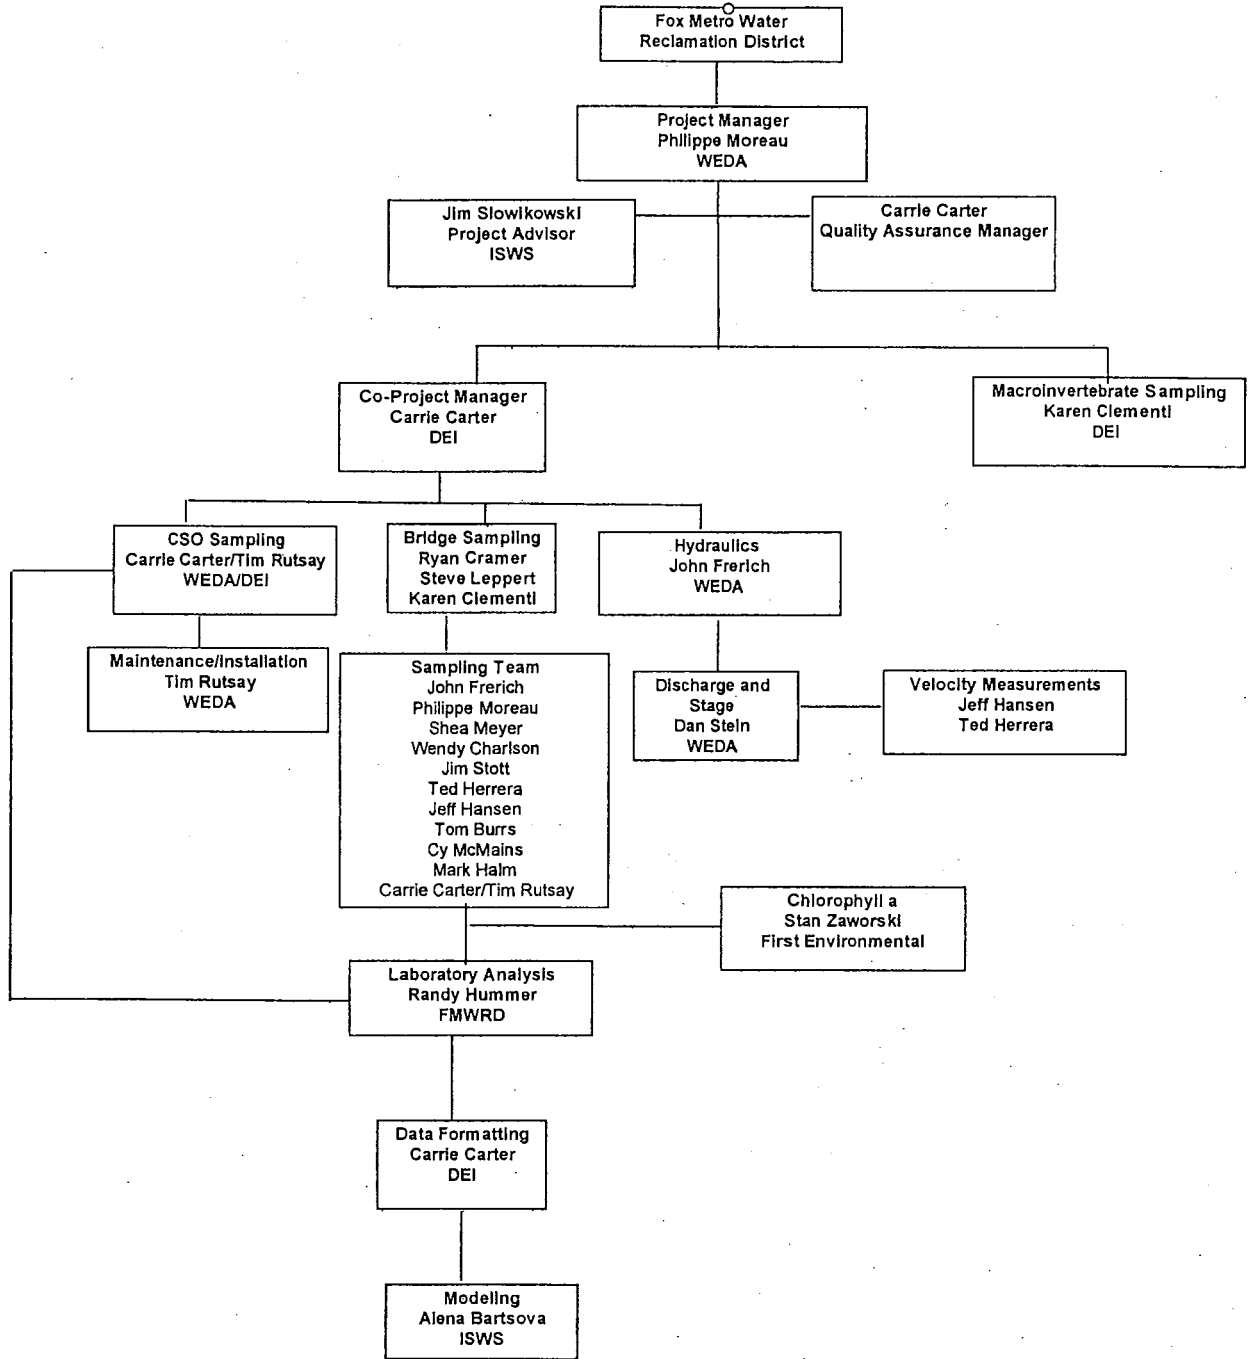 Fox Metro Water
Reclamation District
Project Manager
Philippe Moreau
WEDA
Jim Slowikowski
Project Advisor
ISWS
Carrie Carter
Quality Assurance Manager
Co-Project Manager
Carrie Carter
DEI
Macroinvertebrate Sampling
Karen Clementi
DEI
CSO Sampling
Carrie Carter/Tim Rutsay
WEDA/DEI
Bridge Sampling
Ryan Cramer
Steve Leppert
Karen Clementi
Hydraulics
John Frerich
WEDA
Maintenance/Installation
Tim Rutsay
WEDA
Sampling Team
John Frerich
Philippe Moreau
Shea Meyer
Wendy Charlson
Jim Stott
Ted Herrera
Jeff Hansen
Tom Burrs
Cy McMains
Mark Halm
Carrie Carter/Tim Rutsay
Discharge and
Stage
Dan Stein
WEDA
Velocity Measurements
Jeff Hansen
Ted Herrera
Chlorophyll a
Stan Zaworski
First Environmental
Laboratory Analysis
Randy Hummer
FMWRD
Data Formatting
Carrie Carter
DEI
Modeling
Alena Bartsova
ISWS